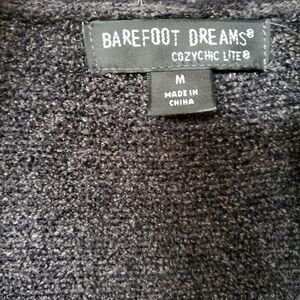 BAREFOOT DREAMS®
COZYCHIC LITE®
M
MADE IN
CHINA